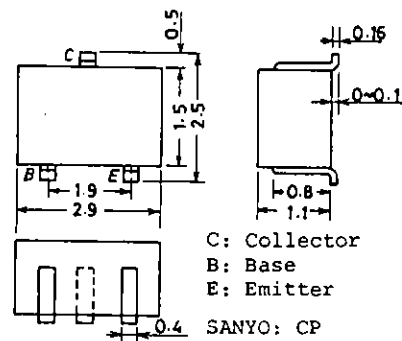 C
0.5
0.16
1.5
2.5
0~0.1
B
E
1.9
2.9
0.8
1.1
C: Collector
B: Base
E: Emitter
0.4
SANYO: CP